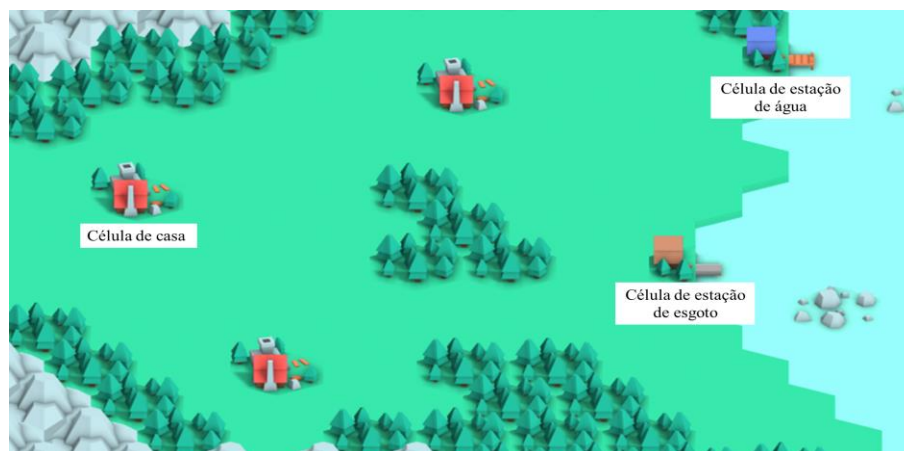 Célula de estação
de água
Célula de casa
Célula de estação
de esgoto